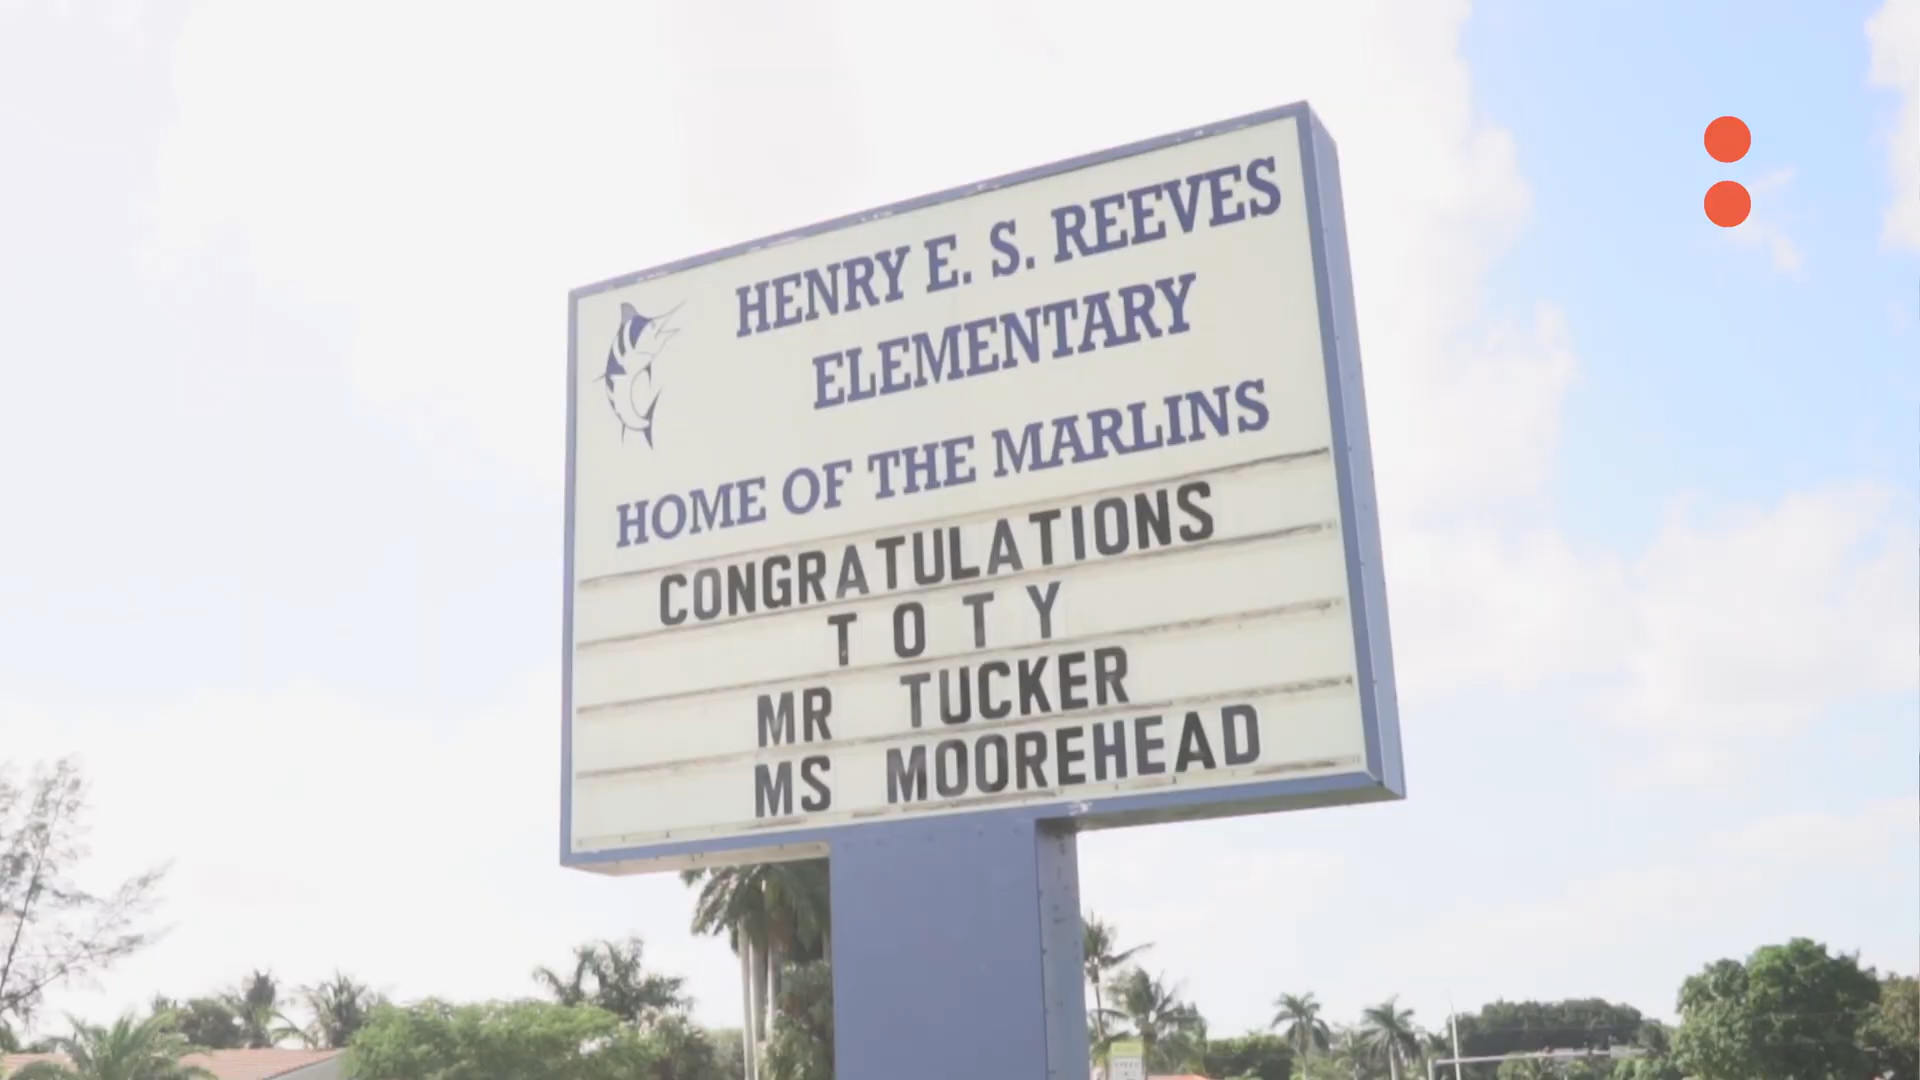 HENRY E. S. REEVES
ELEMENTARY
HOME OF THE MARLINS
CONGRATULATIONS
T O T Y
MR TUCKER
MS MOOREHEAD